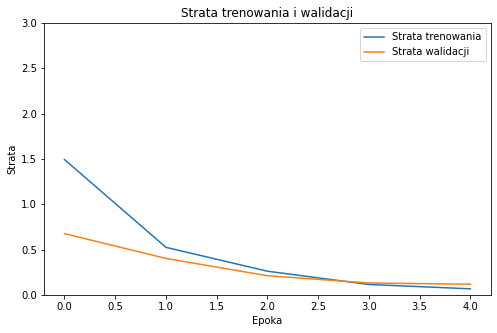 Strata trenowania i walidacji
3.0
2.5
2.0
1.5
1.0
0.5
0.0
Strata
Strata trenowania
Strata walidacji
0.0 0.5 1.0 1.5 2.0 2.5 3.0 3.5 4.0
Epoka